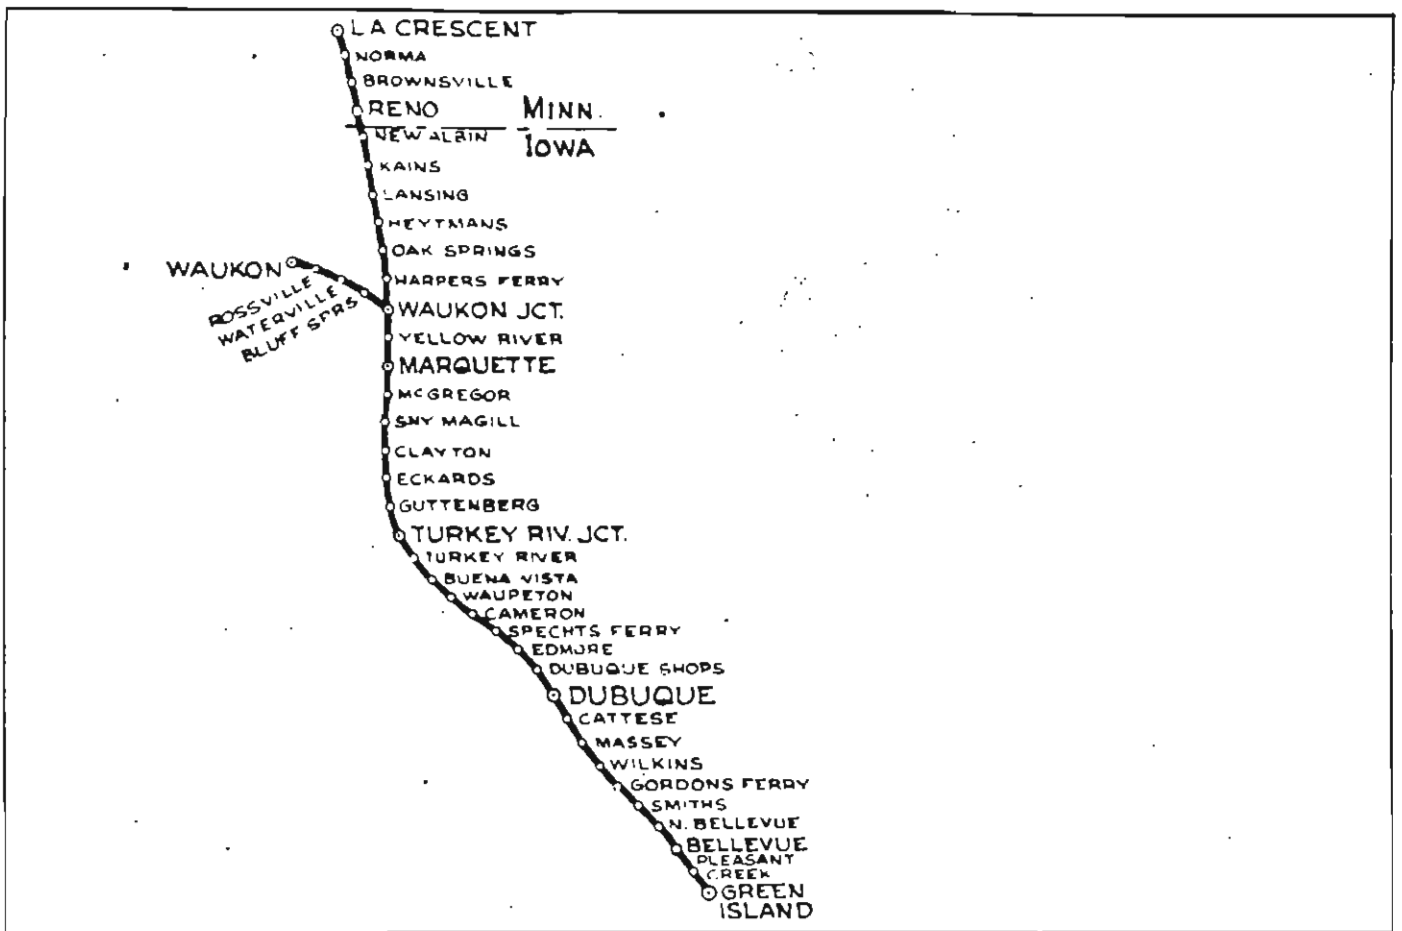 LA CRESCENT
NORMA
BROWNSVILLE
RENO
MINN.
NEW ALBIN
IOWA
KAINS
LANSING
HEYTMANS
OAK SPRINGS
WAUKON
HARPERS FERRY
ROSSVILLE
WATERVILLE
BLUFF SPRS
WAUKON JCT.
YELLOW RIVER
MARQUETTE
MCGREGOR
SNY MAGILL
CLAYTON
ECKARDS
GUTTENBERG
TURKEY RIV. JCT.
TURKEY RIVER
BUENA VISTA
WAUPETON
CAMERON
SPECHTS FERRY
EDMORE
DUBUQUE SHOPS
DUBUQUE
CATTESE
MASSEY
WILKINS
GORDONS FERRY
SMITHS
N. BELLEVUE
BELLEVUE
PLEASANT
CREEK
GREEN
ISLAND